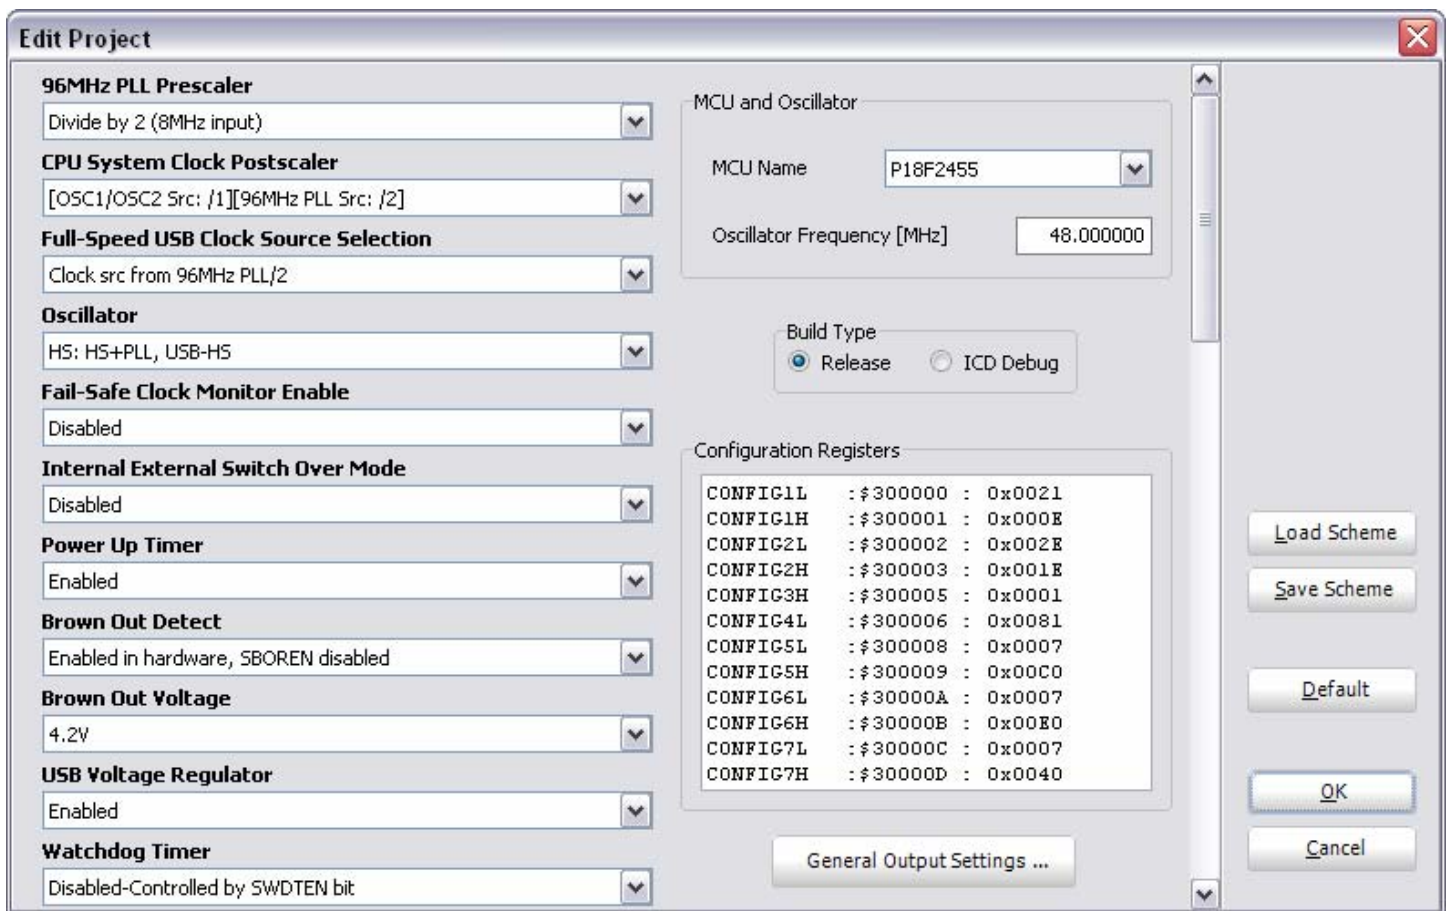 Edit Project
96MHz PLL Prescaler
Divide by 2 (8MHz input)
CPU System Clock Postscaler
[OSC1/OSC2 Src: /1][96MHz PLL Src: /2]
Full-Speed USB Clock Source Selection
Clock src from 96MHz PLL/2
Oscillator
HS: HS+PLL, USB-HS
Fail-Safe Clock Monitor Enable
Disabled
Internal External Switch Over Mode
Disabled
Power Up Timer
Enabled
Brown Out Detect
Enabled in hardware, SBOREN disabled
Brown Out Voltage
4.2V
USB Voltage Regulator
Enabled
Watchdog Timer
Disabled-Controlled by SWDTEN bit
MCU and Oscillator
MCU Name P18F2455
Oscillator Frequency [MHz] 48.000000
Build Type
Release ICD Debug
Configuration Registers
CONFIG1L :$300000 : 0x0021
CONFIG1H :$300001 : 0x000E
CONFIG2L :$300002 : 0x002E
CONFIG2H :$300003 : 0x001E
CONFIG3H :$300005 : 0x0001
CONFIG4L :$300006 : 0x0081
CONFIG5L :$300008 : 0x0007
CONFIG5H :$300009 : 0x00C0
CONFIG6L :$30000A : 0x0007
CONFIG6H :$30000B : 0x00E0
CONFIG7L :$30000C : 0x0007
CONFIG7H :$30000D : 0x0040
General Output Settings ...
Load Scheme
Save Scheme
Default
OK
Cancel